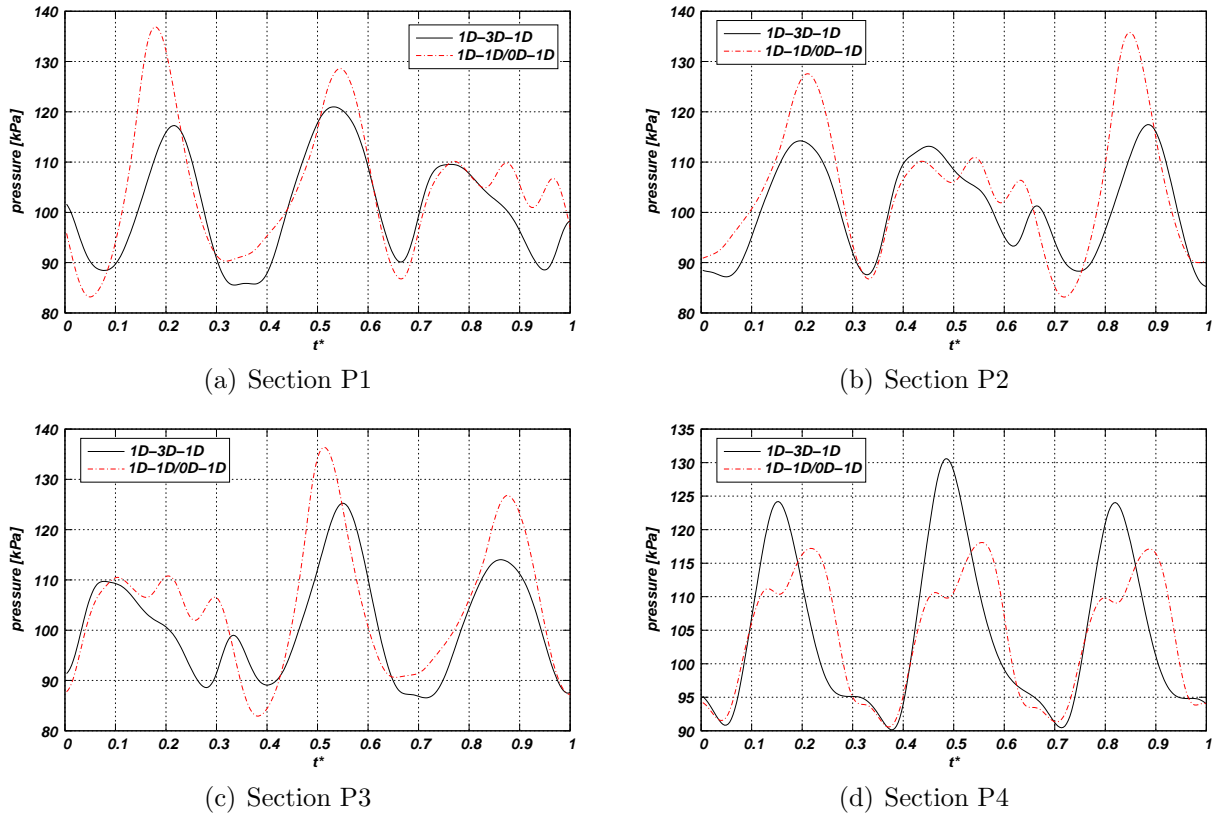 140
130
120
110
100
90
80
pressure [kPa]
1D–3D–1D
1D–1D/0D–1D
0 0.1 0.2 0.3 0.4 0.5 0.6 0.7 0.8 0.9 1
t*
(a) Section P1
140
130
120
110
100
90
80
pressure [kPa]
1D–3D–1D
1D–1D/0D–1D
0 0.1 0.2 0.3 0.4 0.5 0.6 0.7 0.8 0.9 1
t*
(b) Section P2
140
130
120
110
100
90
80
pressure [kPa]
1D–3D–1D
1D–1D/0D–1D
0 0.1 0.2 0.3 0.4 0.5 0.6 0.7 0.8 0.9 1
t*
(c) Section P3
135
130
125
120
115
110
105
100
95
90
pressure [kPa]
1D–3D–1D
1D–1D/0D–1D
0 0.1 0.2 0.3 0.4 0.5 0.6 0.7 0.8 0.9 1
t*
(d) Section P4